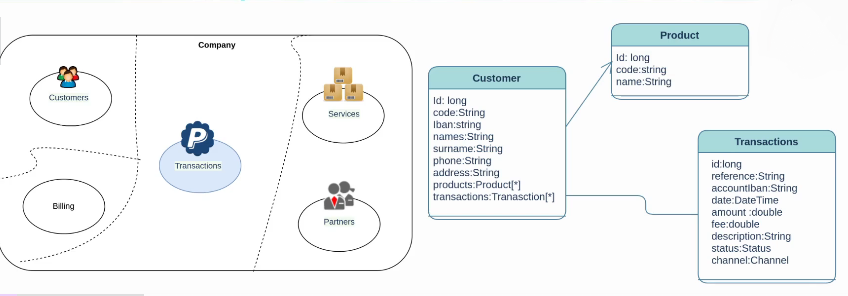 Company
Customers
Services
P
Transactions
Billing
Partners
Customer
Id: long
code:String
Iban:string
names:String
surname:String
phone:String
address:String
products:Product[*]
transactions:Tranasction[*]
Product
Id: long
code:string
name:String
Transactions
id:long
reference:String
accountIban:String
date:DateTime
amount :double
fee:double
description:String
status:Status
channel:Channel